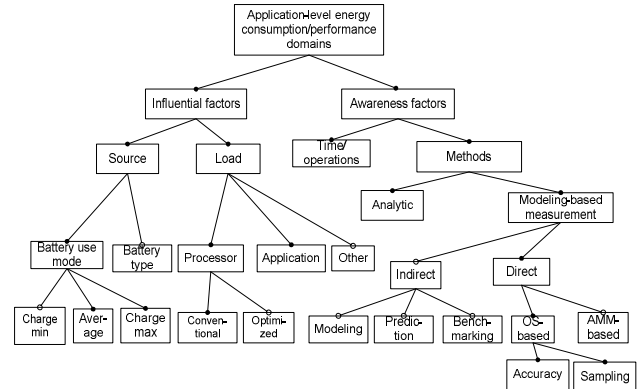 Application-level energy
consumption/performance
domains
Influential factors
Awareness factors
Source
Load
Time/
operations
Methods
Analytic
Modeling-based
measurement
Battery use
mode
Battery
type
Processor
Application
Other
Indirect
Direct
Charge
min
Aver-
age
Charge
max
Conven-
tional
Optimi-
zed
Modeling
Predic-
tion
Bench-
marking
OS-
based
AMM-
based
Accuracy
Sampling